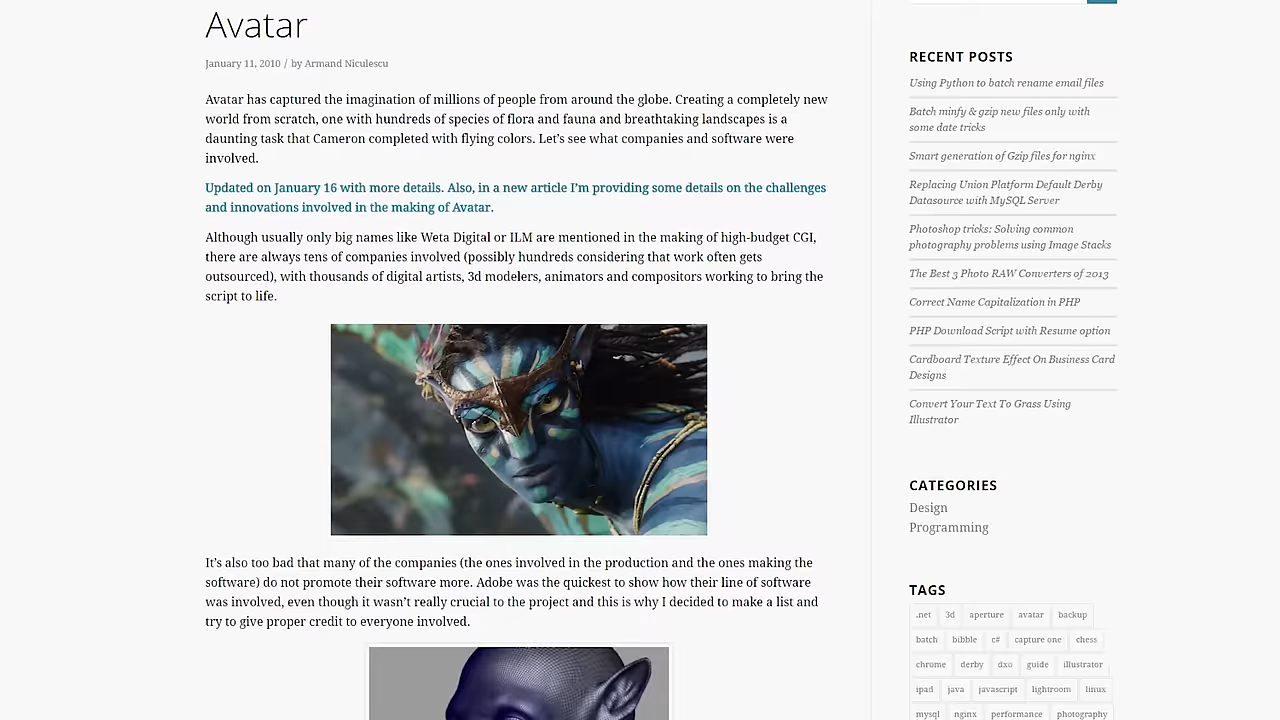 Avatar
January 11, 2010 / by Armand Niculescu
Avatar has captured the imagination of millions of people from around the globe. Creating a completely new
world from scratch, one with hundreds of species of flora and fauna and breathtaking landscapes is a
daunting task that Cameron completed with flying colors. Let’s see what companies and software were
involved.
Updated on January 16 with more details. Also, in a new article I’m providing some details on the challenges
and innovations involved in the making of Avatar.
Although usually only big names like Weta Digital or ILM are mentioned in the making of high-budget CGI,
there are always tens of companies involved (possibly hundreds considering that work often gets
outsourced), with thousands of digital artists, 3d modelers, animators and compositors working to bring the
script to life.
It’s also too bad that many of the companies (the ones involved in the production and the ones making the
software) do not promote their software more. Adobe was the quickest to show how their line of software
was involved, even though it wasn’t really crucial to the project and this is why I decided to make a list and
try to give proper credit to everyone involved.
RECENT POSTS
Using Python to batch rename email files
Batch minfy & gzip new files only with
some date tricks
Smart generation of Gzip files for nginx
Replacing Union Platform Default Derby
Datasource with MySQL Server
Photoshop tricks: Solving common
photography problems using Image Stacks
The Best 3 Photo RAW Converters of 2013
Correct Name Capitalization in PHP
PHP Download Script with Resume option
Cardboard Texture Effect On Business Card
Designs
Convert Your Text To Grass Using
Illustrator
CATEGORIES
Design
Programming
TAGS
.net 3d aperture avatar backup
batch bibble c# capture one chess
chrome derby dxo guide illustrator
ipad java javascript lightroom linux
mysql nginx performance photography